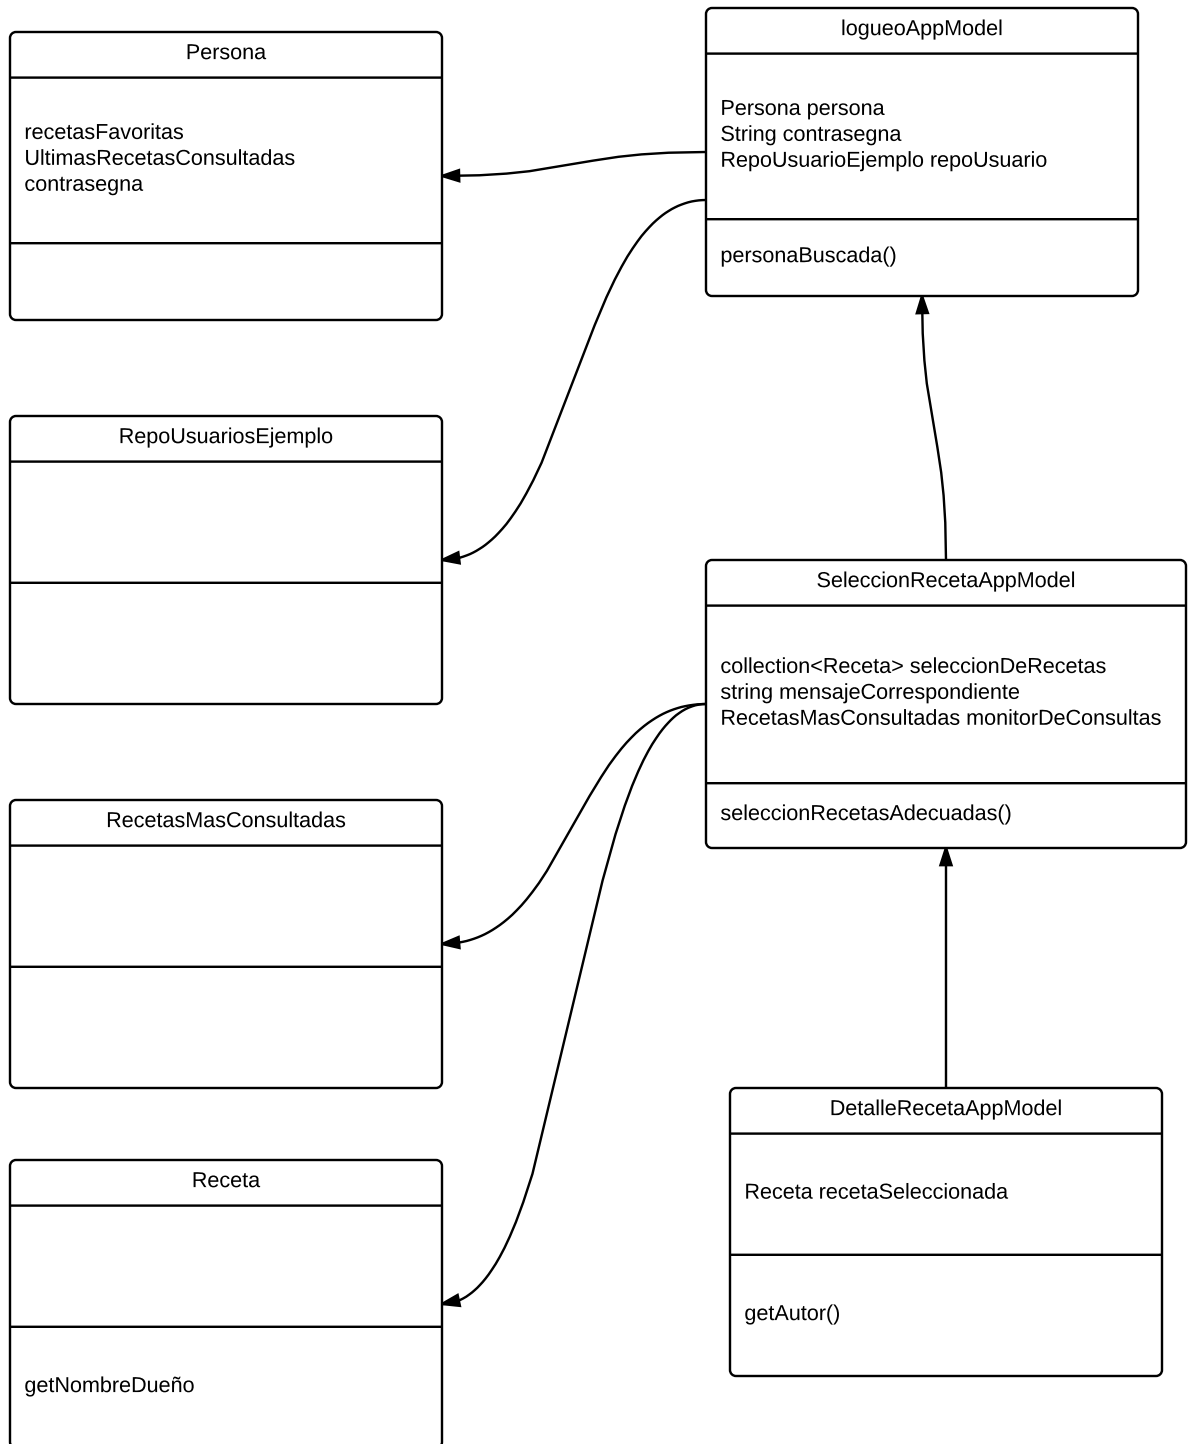 Persona
recetasFavoritas
UltimasRecetasConsultadas
contrasegna
logueoAppModel
Persona persona
String contrasegna
RepoUsuarioEjemplo repoUsuario
personaBuscada()
RepoUsuariosEjemplo
SeleccionRecetaAppModel
collection<Receta> seleccionDeRecetas
string mensajeCorrespondiente
RecetasMasConsultadas monitorDeConsultas
seleccionRecetasAdecuadas()
RecetasMasConsultadas
DetalleRecetaAppModel
Receta recetaSeleccionada
getAutor()
Receta
getNombreDueño